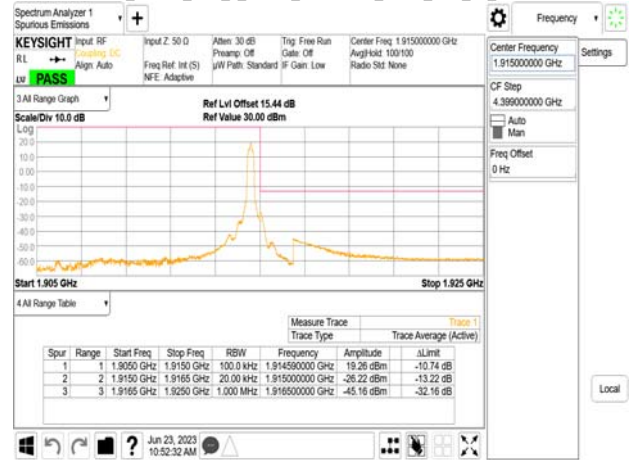 Spectrum Analyzer 1
Spurious Emissions
Frequency
KEYSIGHT
Input: RF
Coupling: DC
Align: Auto
Input Z: 50 Ω
Freq Ref: Int (S)
NFE: Adaptive
Atten: 30 dB
Preamp: Off
µW Path: Standard
Trig: Free Run
Gate: Off
IF Gain: Low
Center Freq: 1.915000000 GHz
Avg|Hold: 100/100
Radio Std: None
RL
LV
PASS
Center Frequency
1.915000000 GHz
Settings
CF Step
4.399000000 GHz
Auto
Man
Freq Offset
0 Hz
Local
3 All Range Graph
Scale/Div 10.0 dB
Ref Lvl Offset 15.44 dB
Ref Value 30.00 dBm
Log
20.0
10.0
0.00
-10.0
-20.0
-30.0
-40.0
-50.0
-60.0
Start 1.905 GHz
Stop 1.925 GHz
4 All Range Table
Measure Trace Trace 1
Trace Type Trace Average (Active)
Spur Range Start Freq Stop Freq RBW Frequency Amplitude ΔLimit
1 1 1.9050 GHz 1.9150 GHz 100.0 kHz 1.914590000 GHz 19.26 dBm -10.74 dB
2 2 1.9150 GHz 1.9165 GHz 20.00 kHz 1.915000000 GHz -26.22 dBm -13.22 dB
3 3 1.9165 GHz 1.9250 GHz 1.000 MHz 1.916500000 GHz -45.16 dBm -32.16 dB
Jun 23, 2023
10:52:32 AM